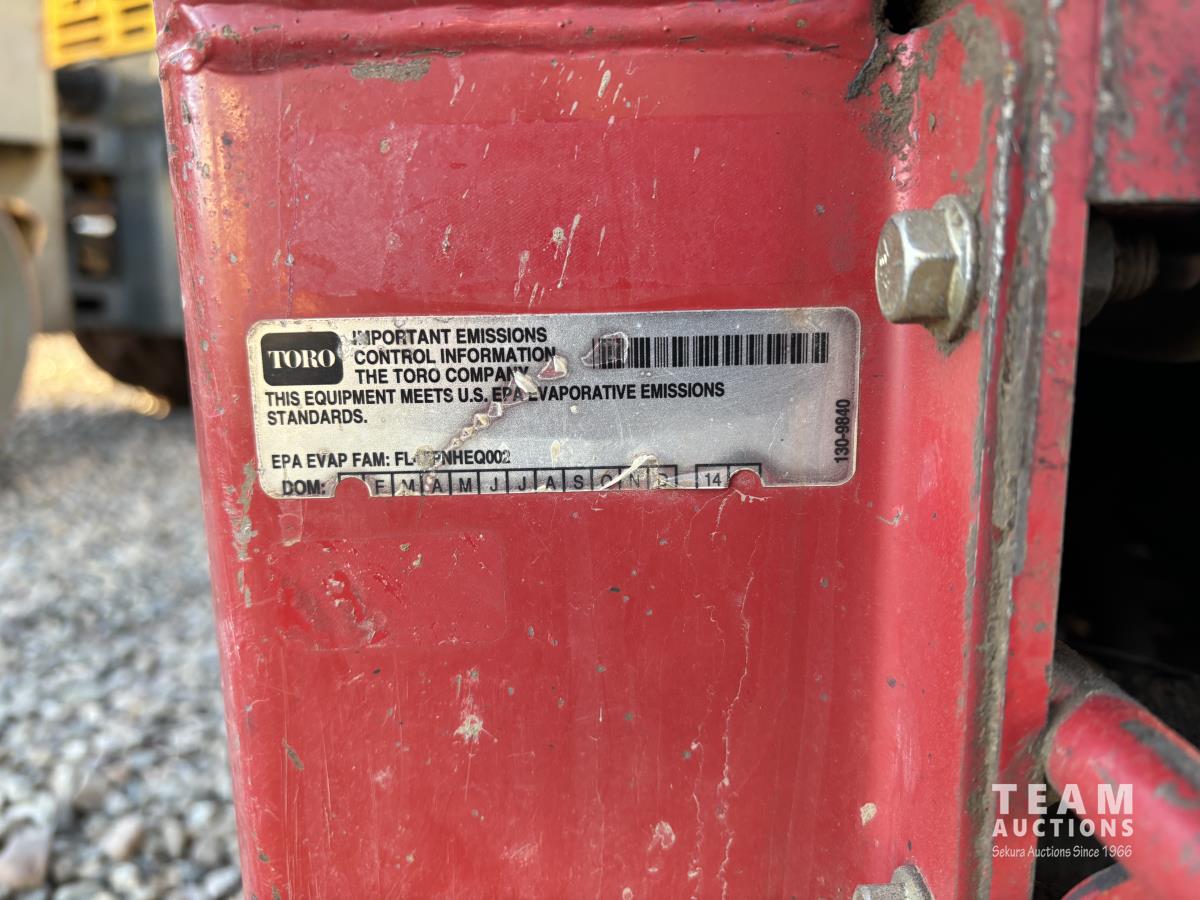 TORO
IMPORTANT EMISSIONS
CONTROL INFORMATION
THE TORO COMPANY
THIS EQUIPMENT MEETS U.S. EPA EVAPORATIVE EMISSIONS
STANDARDS.
EPA EVAP FAM:
DOM: F M A M J J A S O N D 14
130-9840
TEAM
AUCTIONS
Sekura Auctions Since 1966